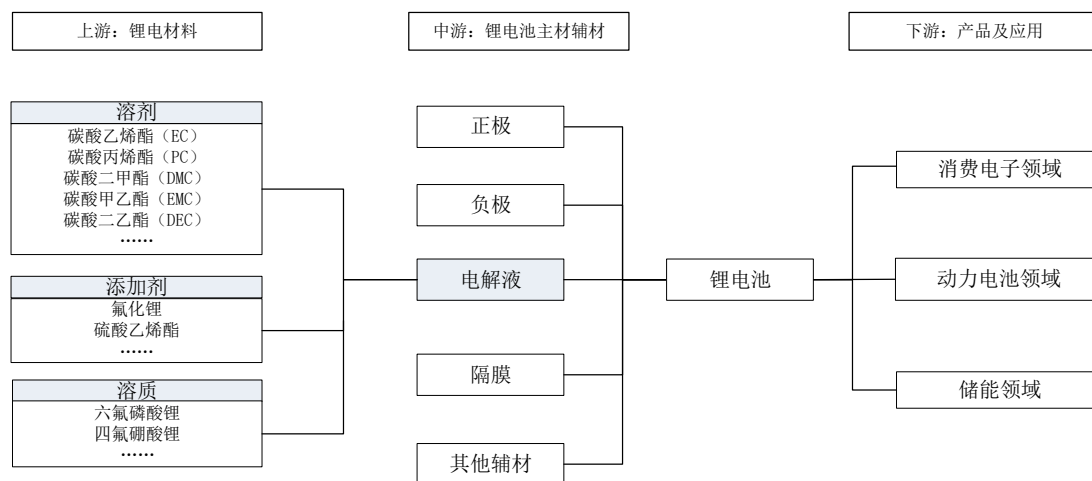 上游：锂电材料
中游：锂电池主材辅材
下游：产品及应用
溶剂
碳酸乙烯酯（EC）
碳酸丙烯酯（PC）
碳酸二甲酯（DMC）
碳酸甲乙酯（EMC）
碳酸二乙酯（DEC）
……
添加剂
氟化锂
硫酸乙烯酯
……
溶质
六氟磷酸锂
四氟硼酸锂
……
正极
负极
电解液
隔膜
其他辅材
锂电池
消费电子领域
动力电池领域
储能领域